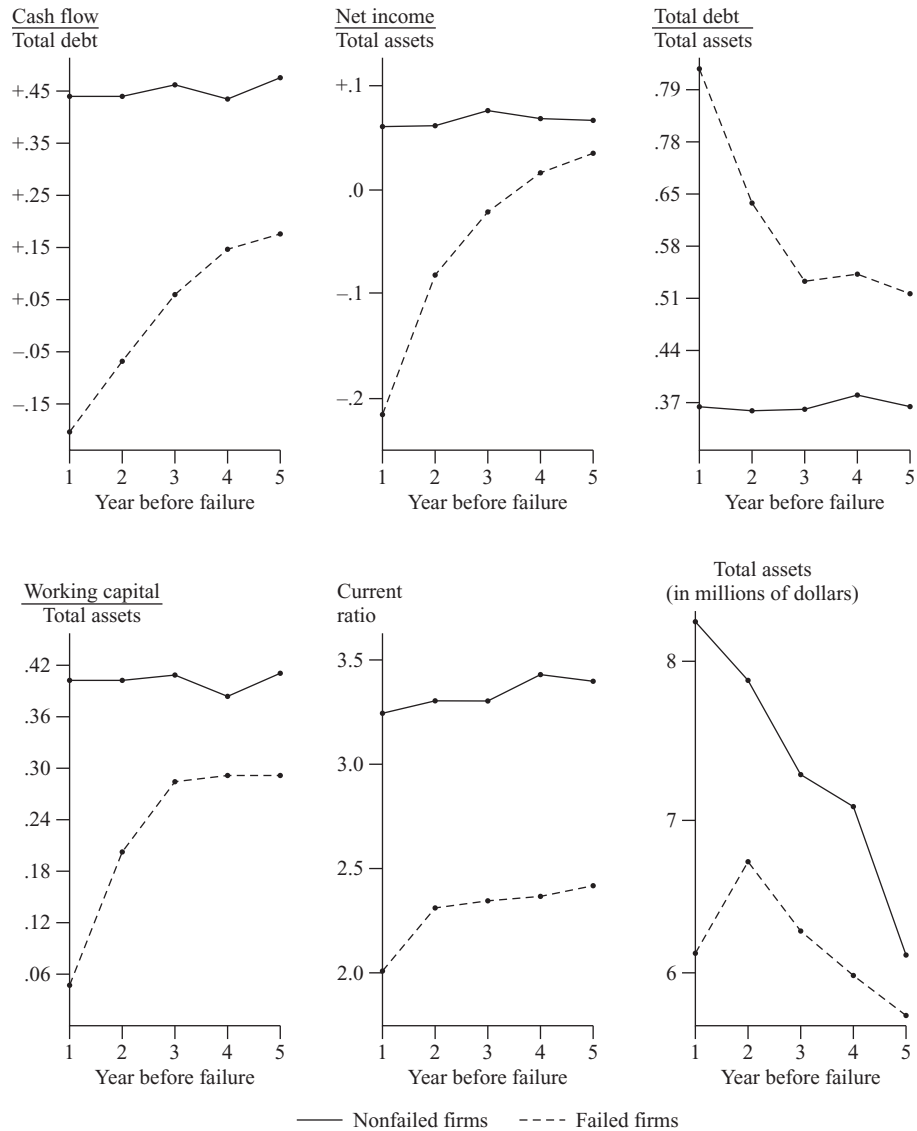 Cash flow
Total debt
+.45
+.35
+.25
+.15
+.05
–.05
–.15
1 2 3 4 5
Year before failure
Net income
Total assets
+.1
.0
–.1
–.2
1 2 3 4 5
Year before failure
Total debt
Total assets
.79
.78
.65
.58
.51
.44
.37
1 2 3 4 5
Year before failure
Working capital
Total assets
.42
.36
.30
.24
.18
.12
.06
1 2 3 4 5
Year before failure
Current
ratio
3.5
3.0
2.5
2.0
1 2 3 4 5
Year before failure
Total assets
(in millions of dollars)
8
7
6
1 2 3 4 5
Year before failure
Nonfailed firms Failed firms